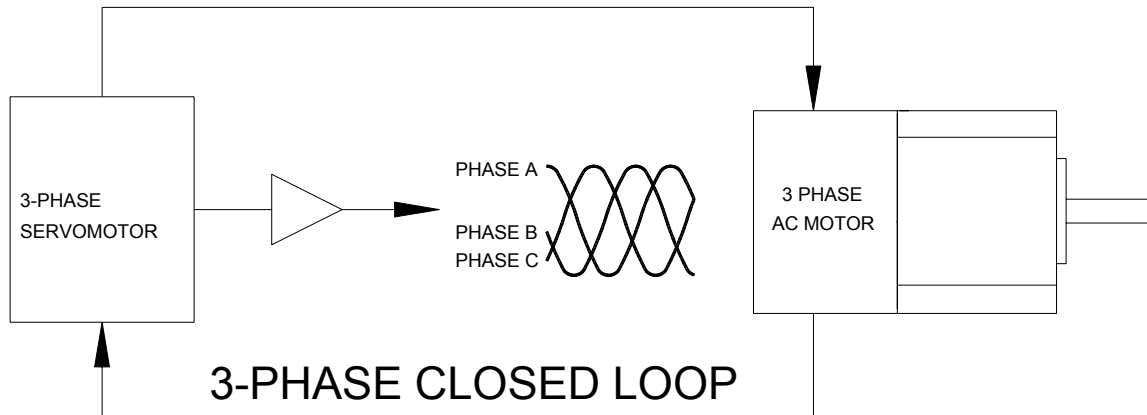 3-PHASE
SERVOMOTOR
PHASE A
PHASE B
PHASE C
3 PHASE
AC MOTOR
3-PHASE CLOSED LOOP